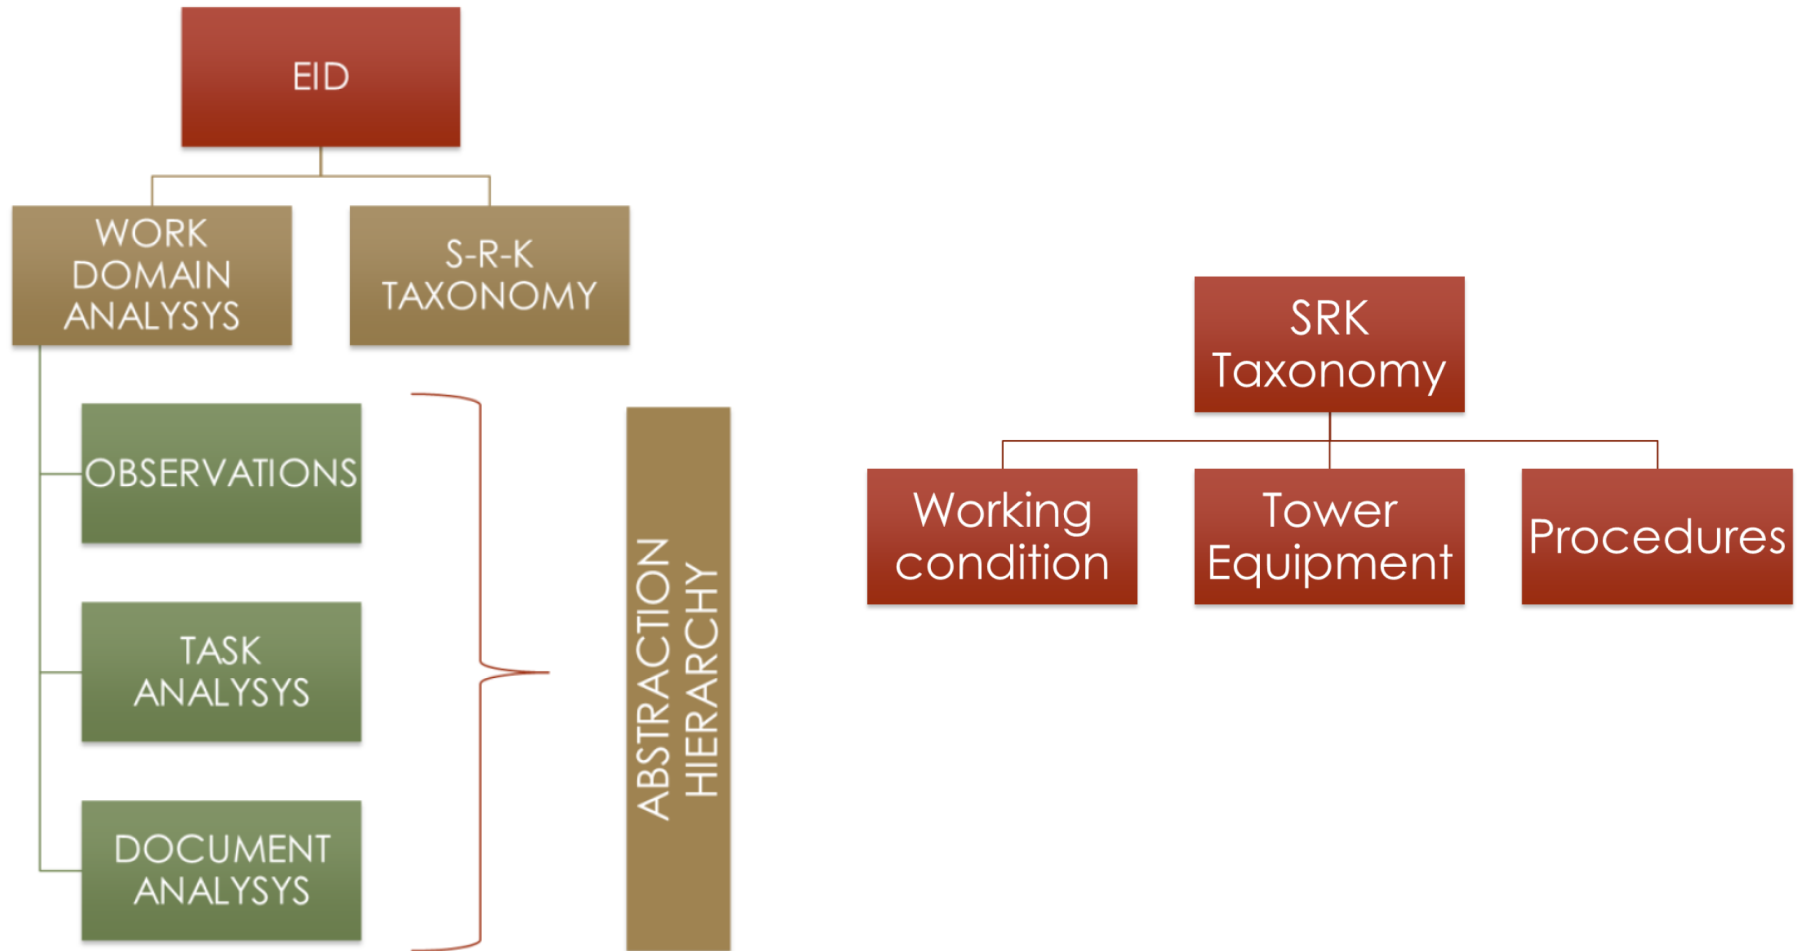 EID
WORK
DOMAIN
ANALYSYS
S-R-K
TAXONOMY
OBSERVATIONS
TASK
ANALYSYS
DOCUMENT
ANALYSYS
ABSTRACTION
HIERARCHY
SRK
Taxonomy
Working
condition
Tower
Equipment
Procedures